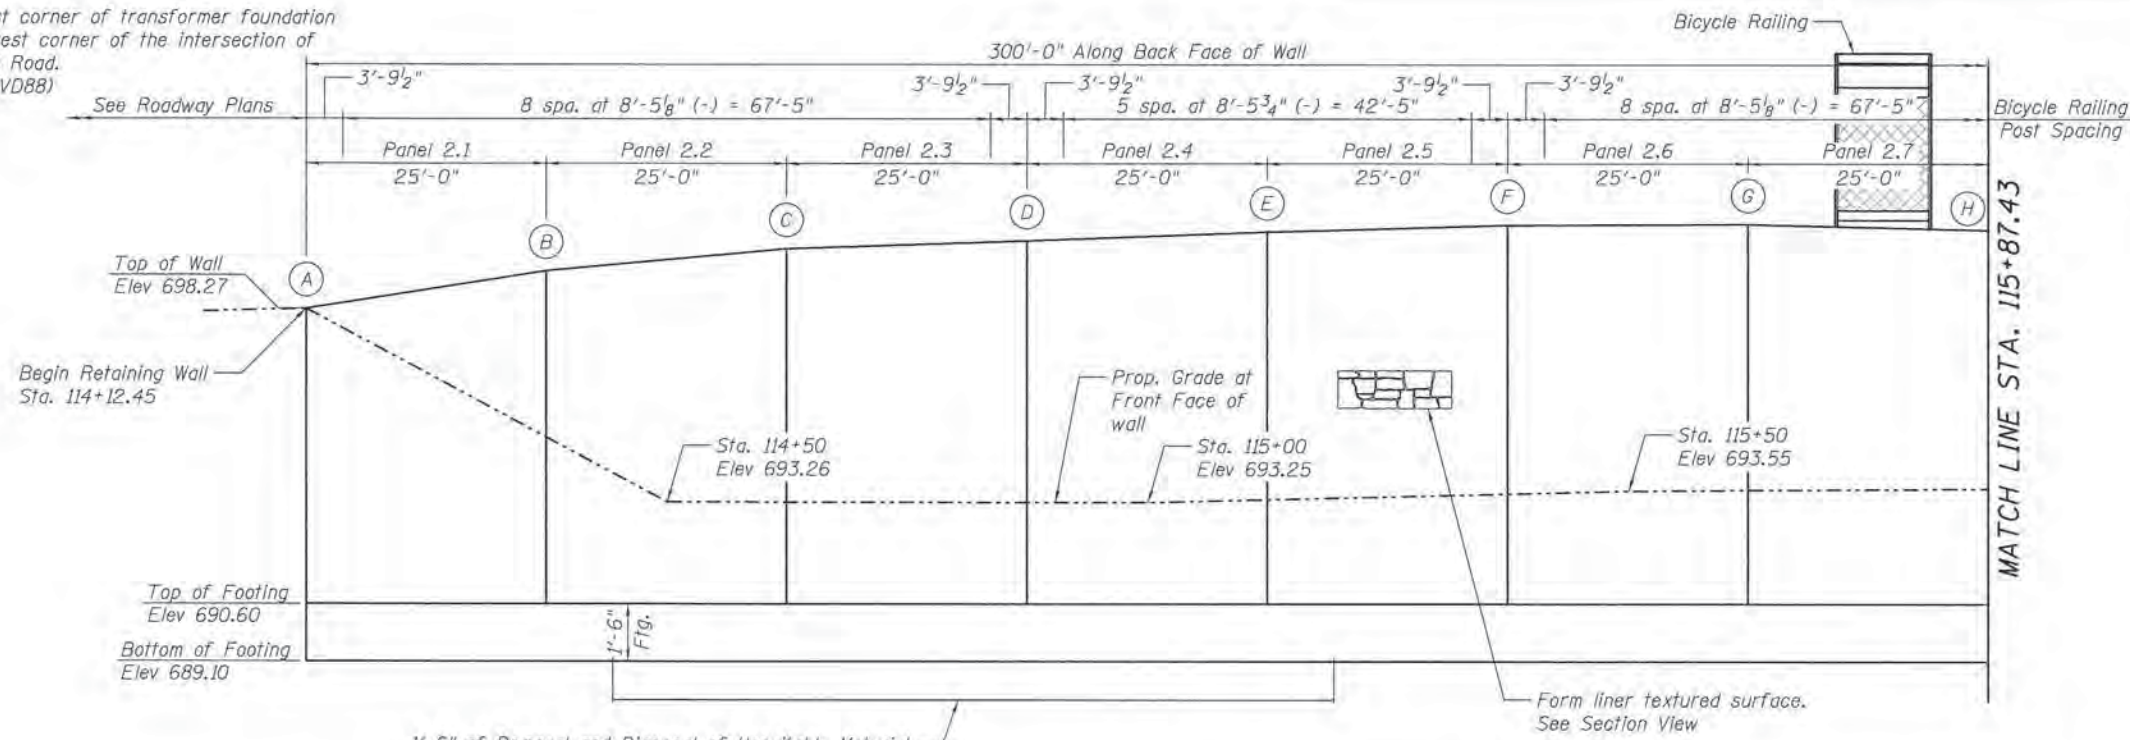 st corner of transformer foundation
est corner of the intersection of
Road.
VD88)
Bicycle Railing
300'-0" Along Back Face of Wall
3'-9½"
3'-9½"
3'-9½"
3'-9½"
3'-9½"
See Roadway Plans
8 spa. at 8'-5⅛" (-) = 67'-5"
5 spa. at 8'-5¾" (-) = 42'-5"
8 spa. at 8'-5⅛" (-) = 67'-5"
Bicycle Railing
Post Spacing
Panel 2.1
25'-0"
Panel 2.2
25'-0"
Panel 2.3
25'-0"
Panel 2.4
25'-0"
Panel 2.5
25'-0"
Panel 2.6
25'-0"
Panel 2.7
25'-0"
A
B
C
D
E
F
G
H
MATCH LINE STA. 115+87.43
Top of Wall
Elev 698.27
Begin Retaining Wall
Sta. 114+12.45
Sta. 114+50
Elev 693.26
Prop. Grade at
Front Face of
wall
Sta. 115+00
Elev 693.25
Sta. 115+50
Elev 693.55
Top of Footing
Elev 690.60
1'-6"
Ftg.
Bottom of Footing
Elev 689.10
Form liner textured surface.
See Section View